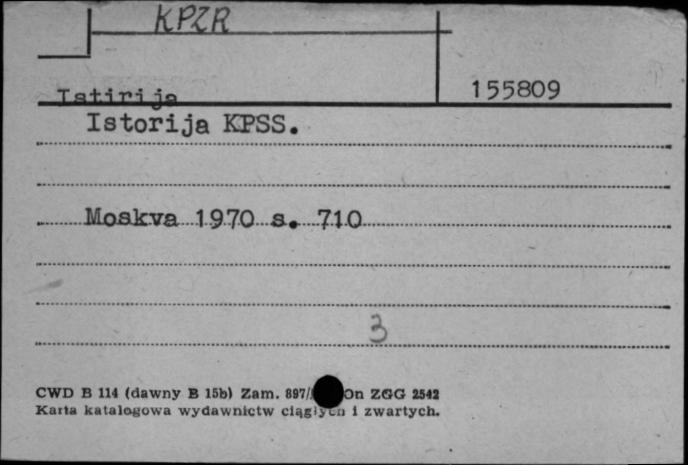 KPZR
155809
Istirija
Istorija KPSS.
Moskva 1970 s. 710
3
CWD B 114 (dawny B 15b) Zam. 897/ On ZGG 2542
Karta katalogowa wydawnictw ciągłych i zwartych.